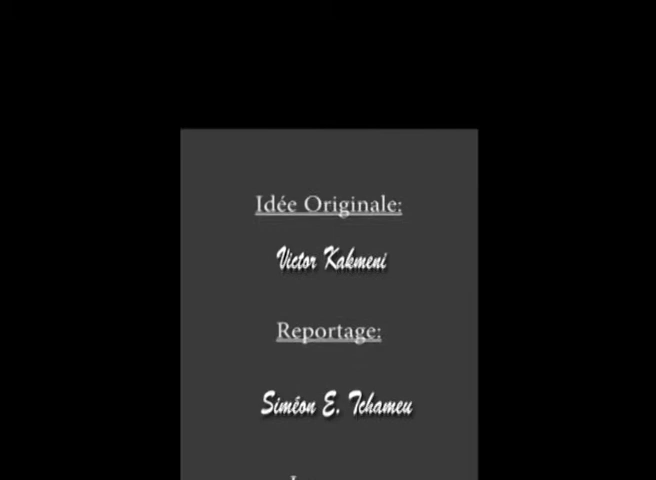 Idée Originale:
Victor Kakmeni
Reportage:
Siméon E. Tchameu